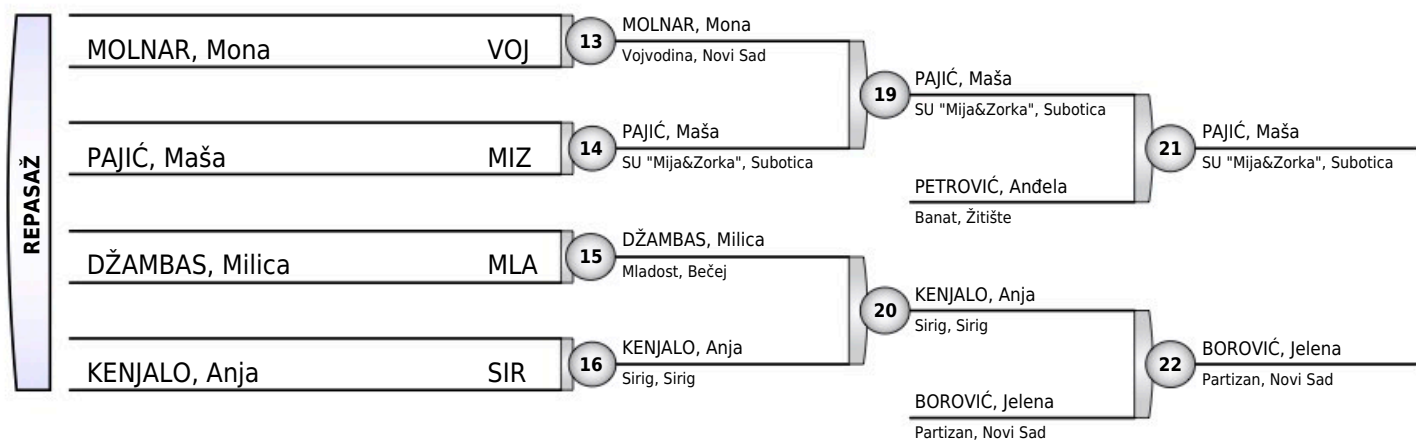 REPASAŽ
MOLNAR, Mona VOJ
13
MOLNAR, Mona
Vojvodina, Novi Sad
PAJIĆ, Maša MIZ
14
PAJIĆ, Maša
SU "Mija&Zorka", Subotica
19
PAJIĆ, Maša
SU "Mija&Zorka", Subotica
PETROVIĆ, Anđela
Banat, Žitište
21
PAJIĆ, Maša
SU "Mija&Zorka", Subotica
DŽAMBAS, Milica MLA
15
DŽAMBAS, Milica
Mladost, Bečej
KENJALO, Anja SIR
16
KENJALO, Anja
Sirig, Sirig
20
KENJALO, Anja
Sirig, Sirig
BOROVIĆ, Jelena
Partizan, Novi Sad
22
BOROVIĆ, Jelena
Partizan, Novi Sad